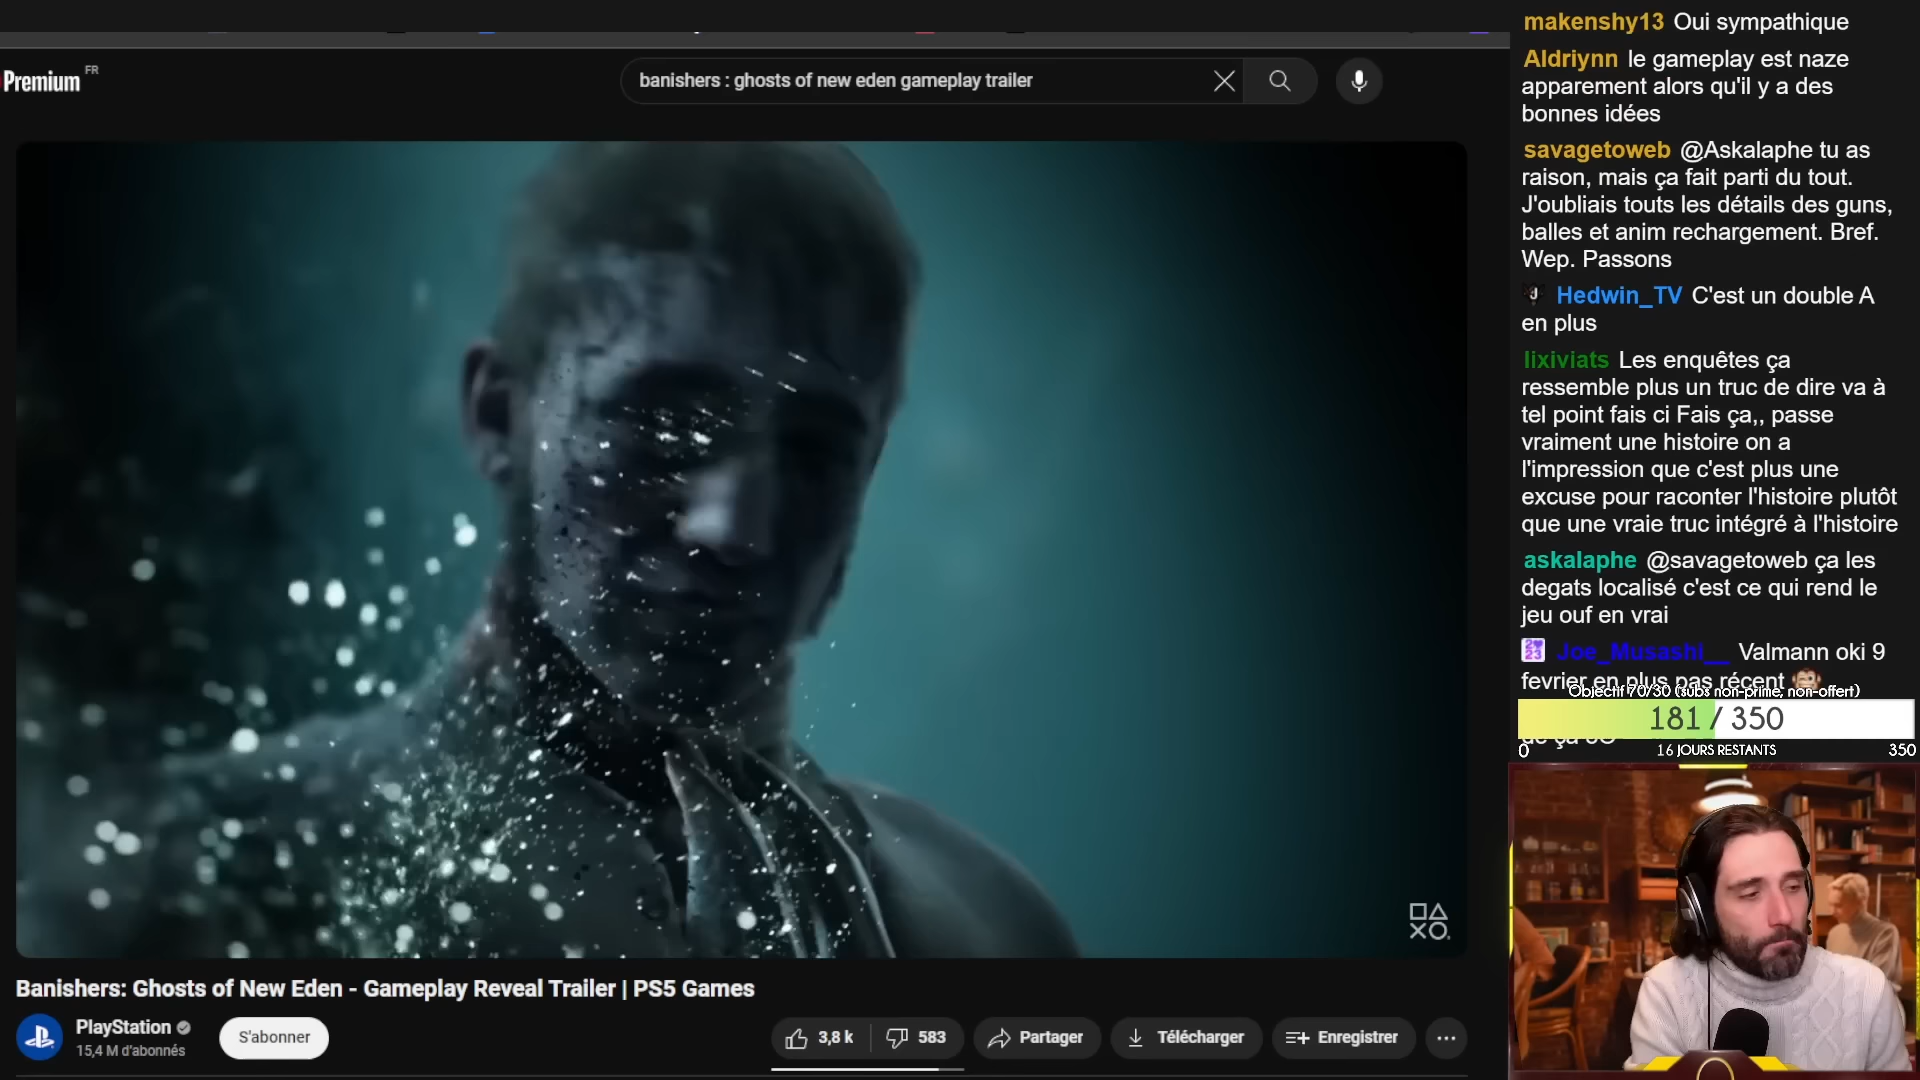 Premium FR
banishers : ghosts of new eden gameplay trailer
Banishers: Ghosts of New Eden - Gameplay Reveal Trailer | PS5 Games
PlayStation
15,4 M d'abonnés
S'abonner
3,8 k
583
Partager
Télécharger
Enregistrer
makenshy13 Oui sympathique
Aldriynn le gameplay est naze
apparement alors qu'il y a des
bonnes idées
savagetoweb @Askalaphe tu as
raison, mais ça fait parti du tout.
J'oubliais touts les détails des guns,
balles et anim rechargement. Bref.
Wep. Passons
Hedwin_TV C'est un double A
en plus
lixiviats Les enquêtes ça
ressemble plus un truc de dire va à
tel point fais ci Fais ça,, passe
vraiment une histoire on a
l'impression que c'est plus une
excuse pour raconter l'histoire plutôt
que une vraie truc intégré à l'histoire
askalaphe @savagetoweb ça les
degats localisé c'est ce qui rend le
jeu ouf en vrai
Joe_Musashi__ Valmann oki 9
fevrier en plus pas récent
Objectif 70/30 (subs non-prime, non-offert)
181 / 350
0 16 JOURS RESTANTS 350